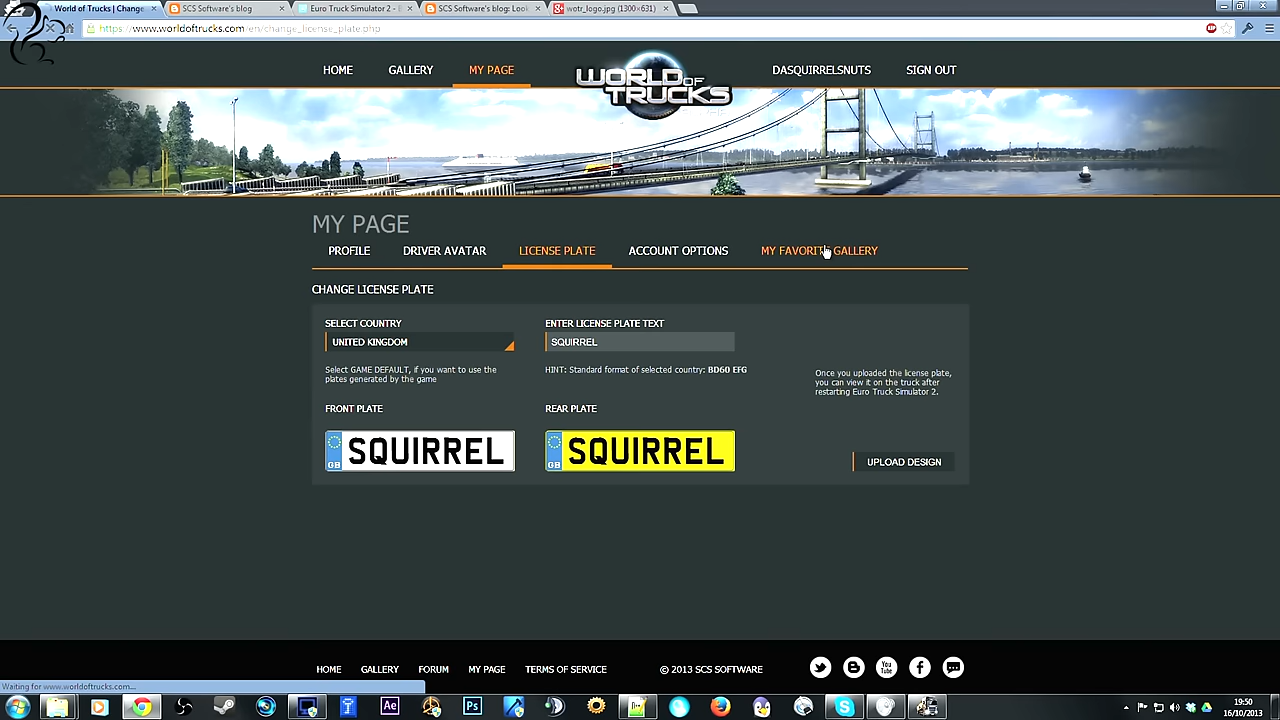 World of Trucks | Change
SCS Software's blog
Euro Truck Simulator 2 - E
SCS Software's blog: Look
wotr_logo.jpg (1300×631)
https://www.worldoftrucks.com/en/change_license_plate.php
HOME
GALLERY
MY PAGE
WORLD OF TRUCKS
DASQUIRRELSNUTS
SIGN OUT
MY PAGE
PROFILE
DRIVER AVATAR
LICENSE PLATE
ACCOUNT OPTIONS
MY FAVORITE GALLERY
CHANGE LICENSE PLATE
SELECT COUNTRY
UNITED KINGDOM
Select GAME DEFAULT, if you want to use the
plates generated by the game
ENTER LICENSE PLATE TEXT
SQUIRREL
HINT: Standard format of selected country: BD60 EFG
Once you uploaded the license plate,
you can view it on the truck after
restarting Euro Truck Simulator 2.
FRONT PLATE
REAR PLATE
GB SQUIRREL
GB SQUIRREL
UPLOAD DESIGN
HOME
GALLERY
FORUM
MY PAGE
TERMS OF SERVICE
© 2013 SCS SOFTWARE
You Tube
Waiting for www.worldoftrucks.com...
Ae
Ps
19:50
16/10/2013